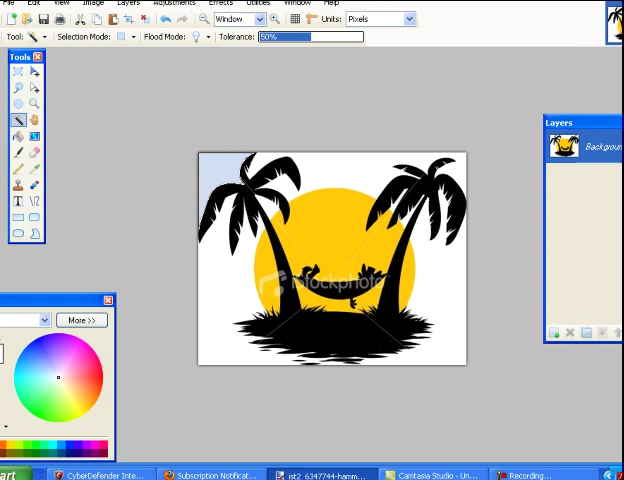 File Edit View Image Layers Adjustments Effects Utilities Window Help
Window Units: Pixels
Tool: Selection Mode: Flood Mode: Tolerance: 50%
Tools
Layers
Backgroun
iStockphoto
More >>
art CyberDefender Inte... Subscription Notificat... ist2_6347744-hamm... Camtasia Studio - Un... Recording...